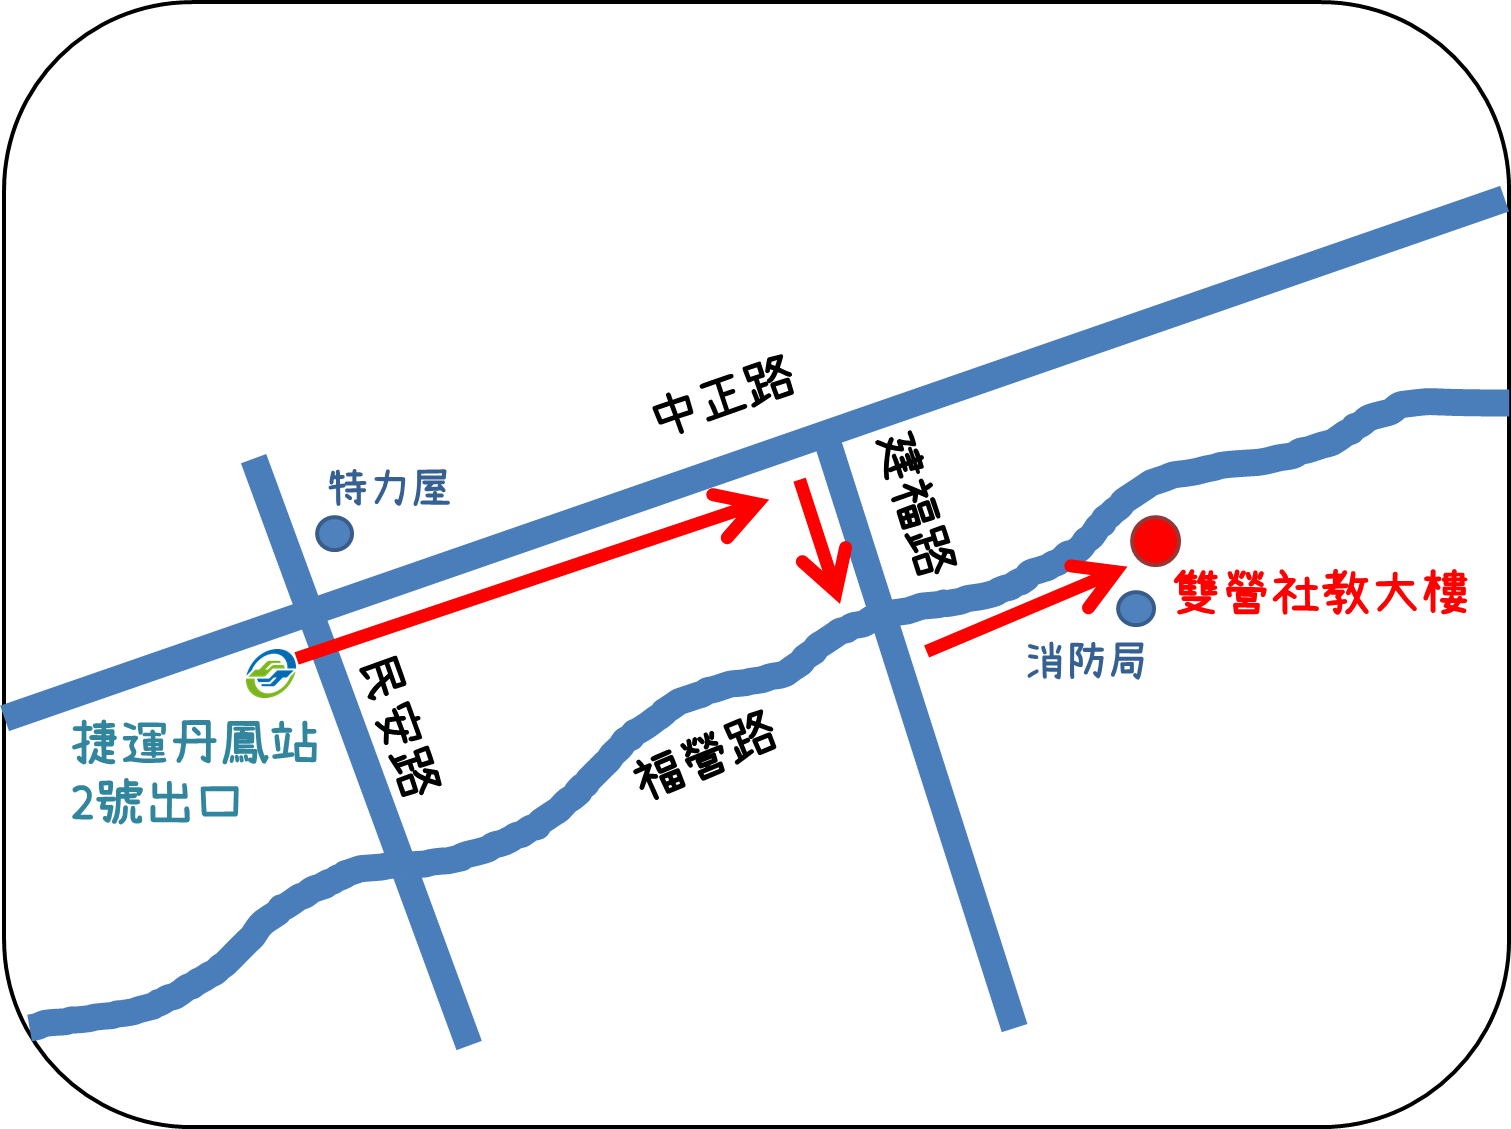 中正路
建福路
特力屋
雙營社教大樓
消防局
民安路
捷運丹鳳站
2號出口
福營路